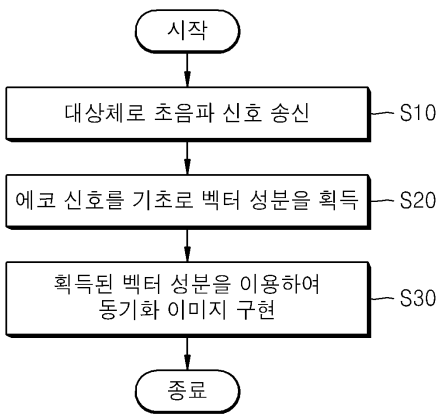 시작
대상체로 초음파 신호 송신
S10
에코 신호를 기초로 벡터 성분을 획득
S20
획득된 벡터 성분을 이용하여
동기화 이미지 구현
S30
종료